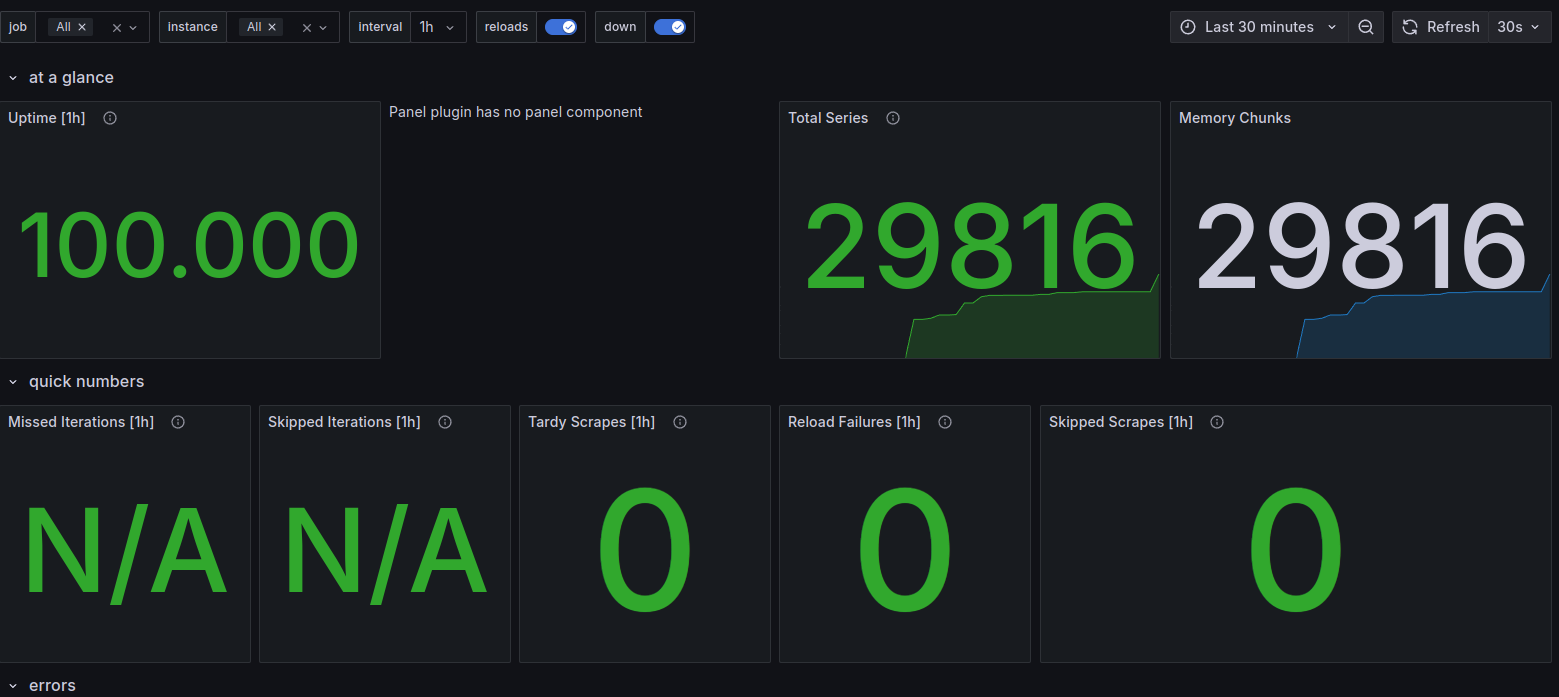 job All instance All interval 1h reloads down Last 30 minutes Refresh 30s
at a glance
Uptime [1h] Panel plugin has no panel component Total Series Memory Chunks
100.000 29816 29816
quick numbers
Missed Iterations [1h] Skipped Iterations [1h] Tardy Scrapes [1h] Reload Failures [1h] Skipped Scrapes [1h]
N/A N/A 0 0 0
errors